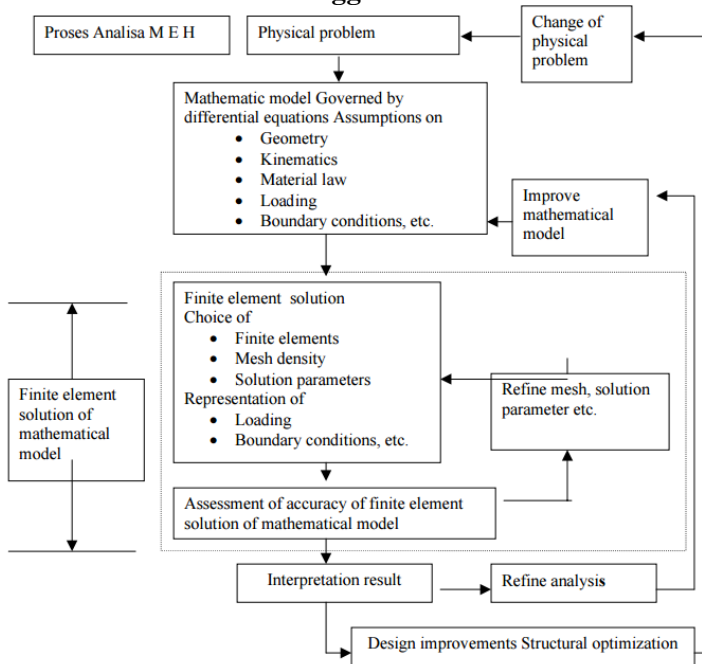 gg
Proses Analisa M E H
Physical problem
Change of
physical
problem
Mathematic model Governed by
differential equations Assumptions on
• Geometry
• Kinematics
• Material law
• Loading
• Boundary conditions, etc.
Improve
mathematical
model
Finite element solution
Choice of
• Finite elements
• Mesh density
• Solution parameters
Representation of
• Loading
• Boundary conditions, etc.
Refine mesh, solution
parameter etc.
Finite element
solution of
mathematical
model
Assessment of accuracy of finite element
solution of mathematical model
Interpretation result
Refine analysis
Design improvements Structural optimization